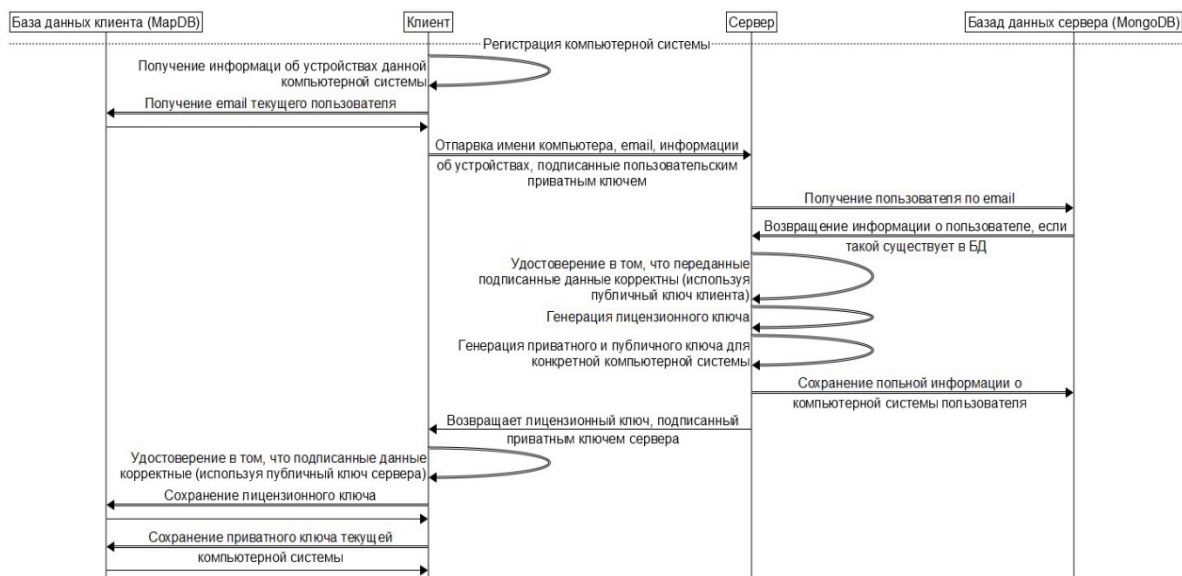 База данных клиента (MapDB)
Клиент
Сервер
Базад данных сервера (MongoDB)
Регистрация компьютерной системы
Получение информаци об устройствах данной
компьютерной системы
Получение email текущего пользователя
Отпарвка имени компьютера, email, информации
об устройствах, подписанные пользовательским
приватным ключем
Получение пользователя по email
Возвращение информации о пользователе, если
такой существует в БД
Удостоверение в том, что переданные
подписанные данные корректны (используя
публичный ключ клиента)
Генерация лицензионного ключа
Генерация приватного и публичного ключа для
конкретной компьютерной системы
Сохранение польной информации о
компьютерной системы пользователя
Возвращает лицензионный ключ, подписанный
приватным ключем сервера
Удостоверение в том, что подписанные данные
корректные (используя публичный ключ сервера)
Сохранение лицензионного ключа
Сохранение приватного ключа текущей
компьютерной системы